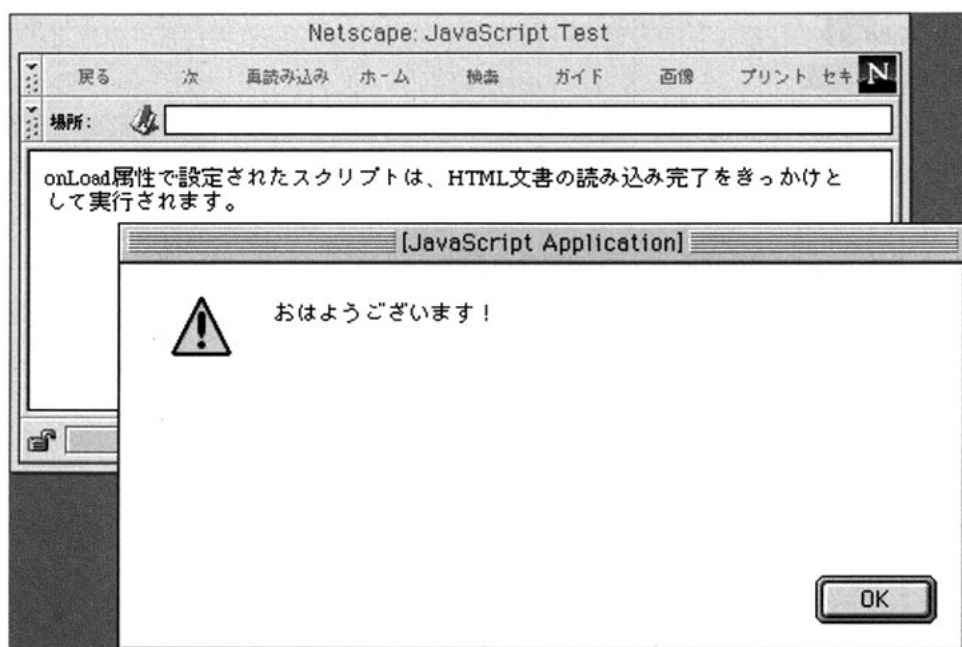 Netscape: JavaScript Test
戻る 次 再読み込み ホーム 検索 ガイド 画像 プリント セキ N
場所:
onLoad属性で設定されたスクリプトは、HTML文書の読み込み完了をきっかけと
して実行されます。
[JavaScript Application]
おはようございます!
OK